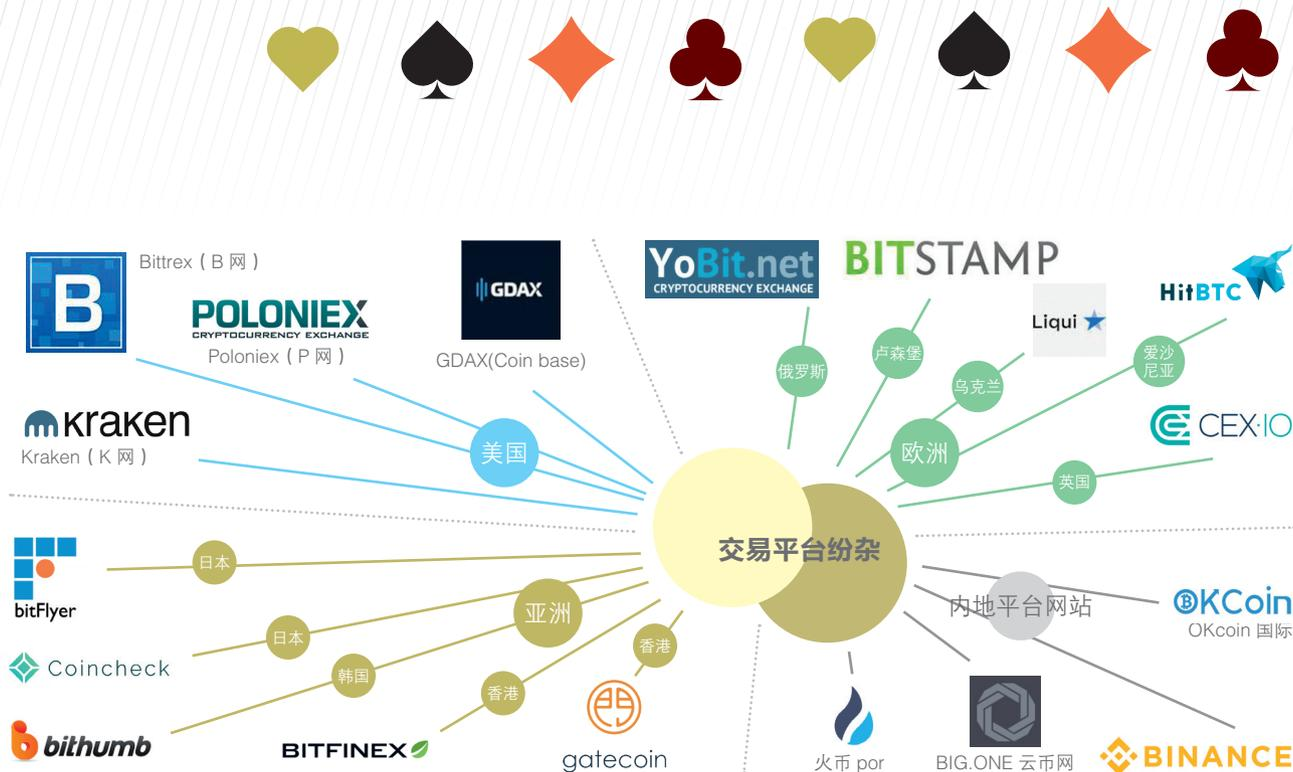 B
Bittrex ( B 网 )
POLONIEX
CRYPTOCURRENCY EXCHANGE
Poloniex ( P 网 )
GDAX
GDAX(Coin base)
kraken
Kraken ( K 网 )
美国
YoBit.net
CRYPTOCURRENCY EXCHANGE
BITSTAMP
Liqui
HitBTC
CEX·IO
俄罗斯
卢森堡
乌克兰
爱沙
尼亚
欧洲
英国
交易平台纷杂
bitFlyer
日本
Coincheck
日本
亚洲
韩国
bithumb
香港
BITFINEX
香港
gatecoin
内地平台网站
OKCoin
OKcoin 国际
火币 por
BIG.ONE 云币网
BINANCE